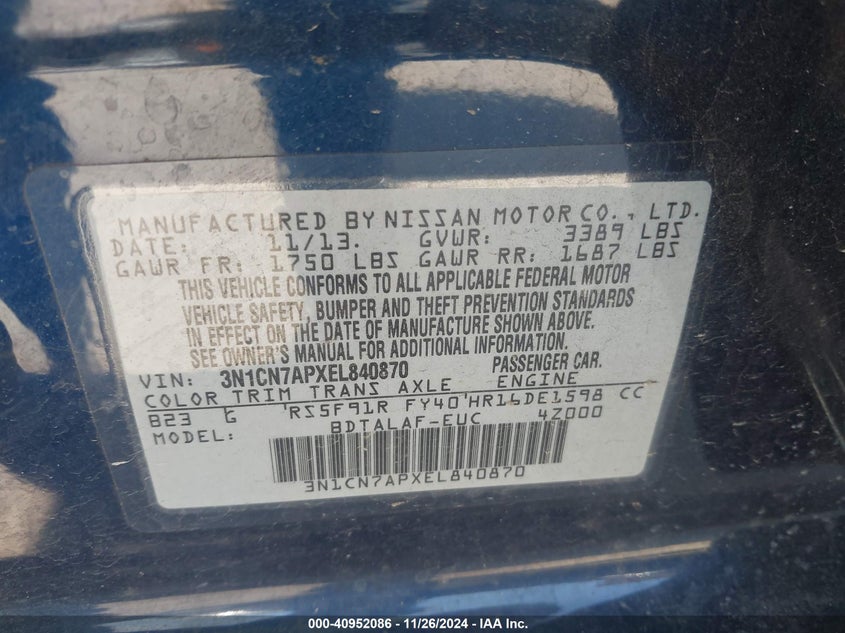 MANUFACTURED BY NISSAN MOTOR CO., LTD.
DATE: 11/13. GVWR: 3389 LBS
GAWR FR: 1750 LBS GAWR RR: 1687 LBS
THIS VEHICLE CONFORMS TO ALL APPLICABLE FEDERAL MOTOR
VEHICLE SAFETY, BUMPER AND THEFT PREVENTION STANDARDS
IN EFFECT ON THE DATE OF MANUFACTURE SHOWN ABOVE.
SEE OWNER'S MANUAL FOR ADDITIONAL INFORMATION.
VIN: 3N1CN7APXEL840870 PASSENGER CAR.
COLOR TRIM TRANS AXLE ENGINE
B23 G RS5F91R FY40 HR16DE1598 CC
MODEL: BDTALAF-EUC 4Z000
3N1CN7APXEL840870
000-40952086 - 11/26/2024 - IAA Inc.